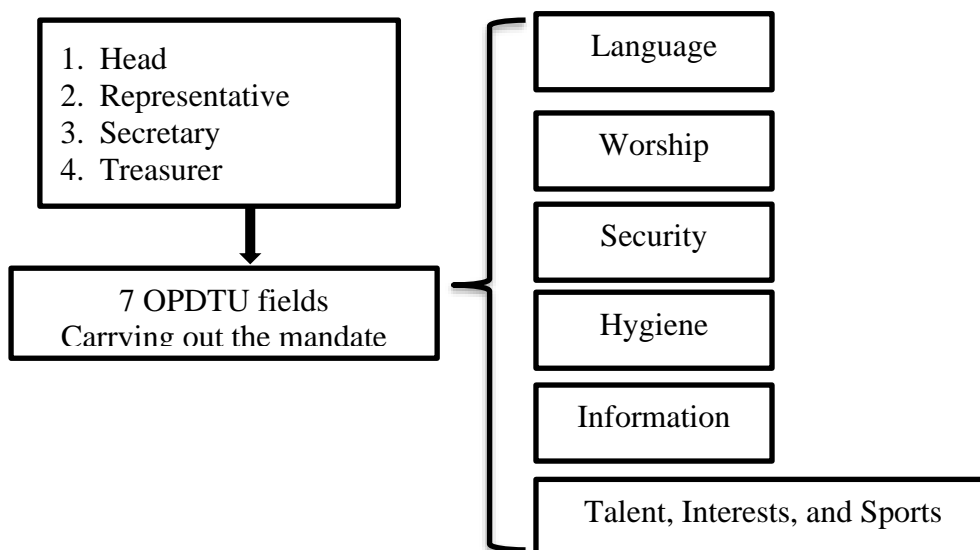 1. Head
2. Representative
3. Secretary
4. Treasurer
7 OPDTU fields
Carrying out the mandate
Language
Worship
Security
Hygiene
Information
Talent, Interests, and Sports